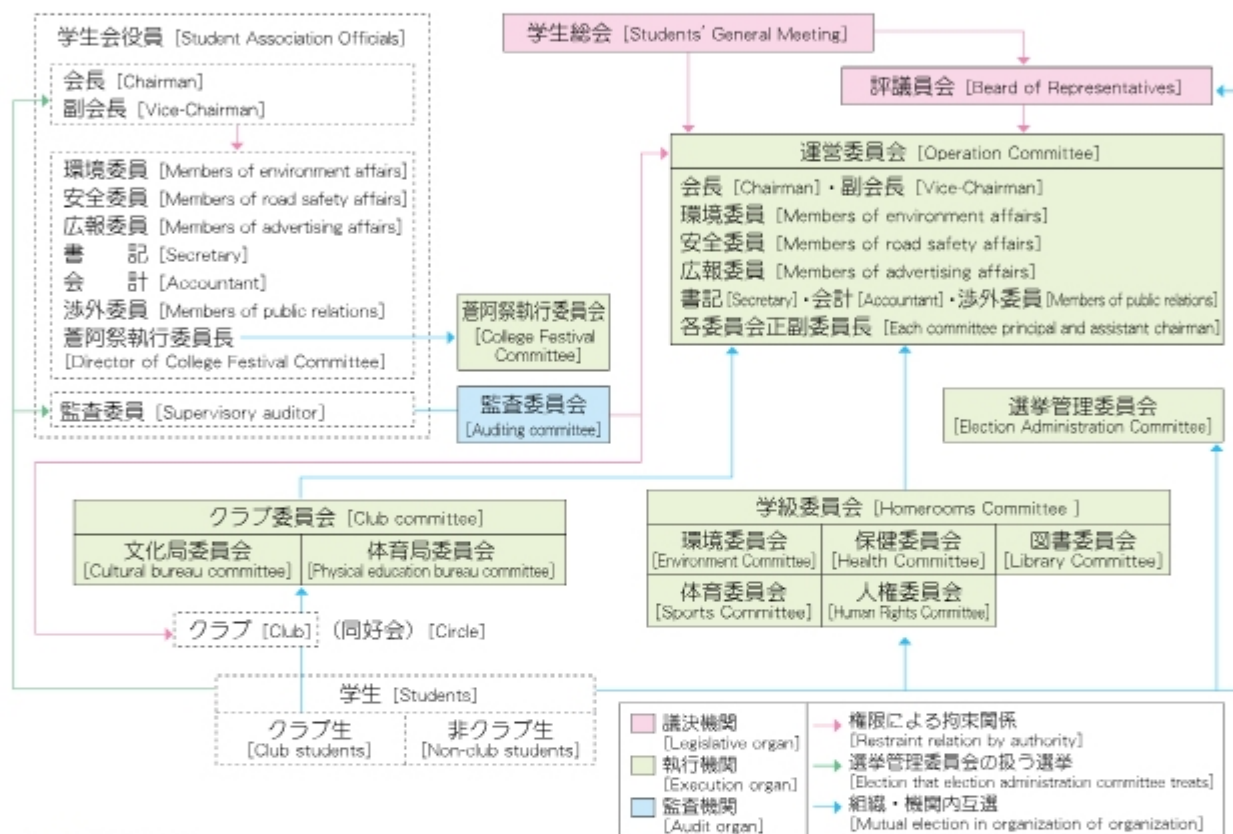 学生会役員 [Student Association Officials]
会長 [Chairman]
副会長 [Vice-Chairman]
環境委員 [Members of environment affairs]
安全委員 [Members of road safety affairs]
広報委員 [Members of advertising affairs]
書 記 [Secretary]
会 計 [Accountant]
渉外委員 [Members of public relations]
蒼阿祭執行委員長
[Director of College Festival Committee]
監査委員 [Supervisory auditor]
学生総会 [Students' General Meeting]
評議員会 [Beard of Representatives]
運営委員会 [Operation Committee]
会長 [Chairman]・副会長 [Vice-Chairman]
環境委員 [Members of environment affairs]
安全委員 [Members of road safety affairs]
広報委員 [Members of advertising affairs]
書記 [Secretary]・会計 [Accountant]・渉外委員 [Members of public relations]
各委員会正副委員長 [Each committee principal and assistant chairman]
蒼阿祭執行委員会
[College Festival
Committee]
監査委員会
[Auditing committee]
選挙管理委員会
[Election Administration Committee]
クラブ委員会 [Club committee]
文化局委員会
[Cultural bureau committee]
体育局委員会
[Physical education bureau committee]
クラブ [Club] (同好会) [Circle]
学級委員会 [Homerooms Committee ]
環境委員会
[Environment Committee]
保健委員会
[Health Committee]
図書委員会
[Library Committee]
体育委員会
[Sports Committee]
人権委員会
[Human Rights Committee]
学生 [Students]
クラブ生
[Club students]
非クラブ生
[Non-club students]
議決機関
[Legislative organ]
執行機関
[Execution organ]
監査機関
[Audit organ]
権限による拘束関係
[Restraint relation by authority]
選挙管理委員会の扱う選挙
[Election that election administration committee treats]
組織・機関内互選
[Mutual election in organization of organization]